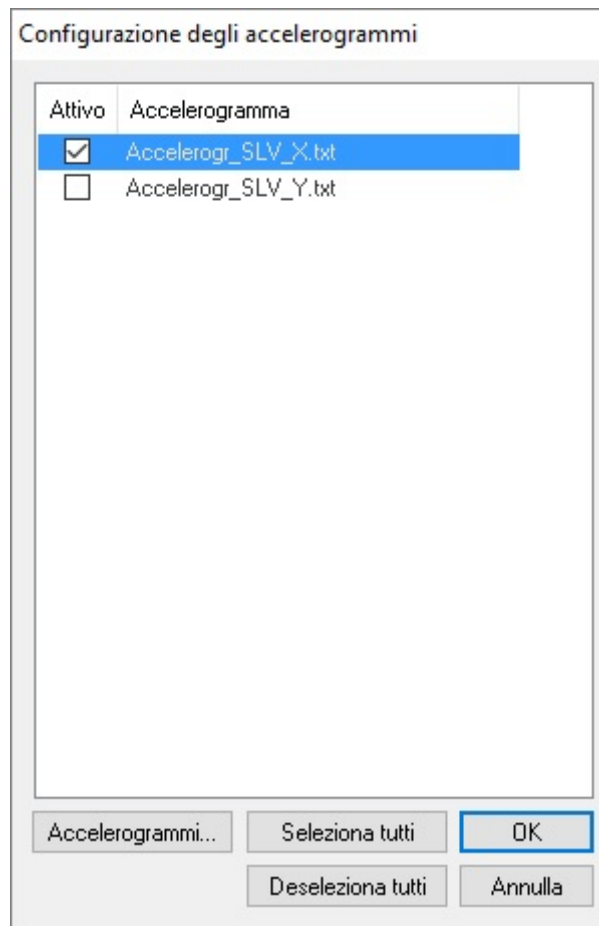 Configurazione degli accelerogrammi
Attivo Accelerogramma
Accelerogr_SLV_X.txt
Accelerogr_SLV_Y.txt
Accelerogrammi... Seleziona tutti OK
Deseleziona tutti Annulla